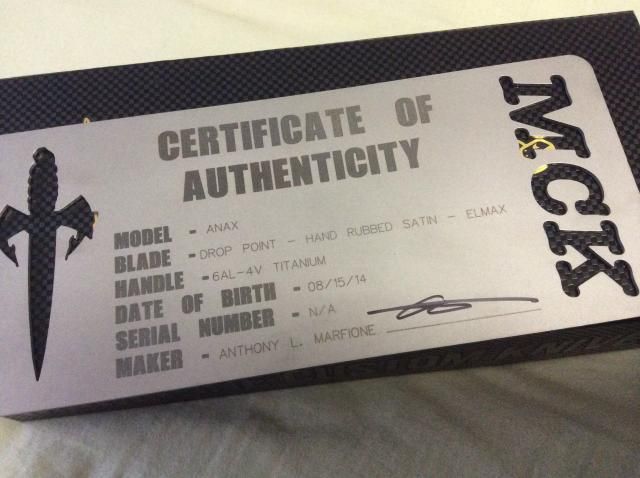 CERTIFICATE OF
AUTHENTICITY
MODEL - ANAX
BLADE - DROP POINT - HAND RUBBED SATIN - ELMAX
HANDLE - 6AL-4V TITANIUM
DATE OF BIRTH - 08/15/14
SERIAL NUMBER - N/A
MAKER - ANTHONY L. MARFIONE
MCK
CUSTOM